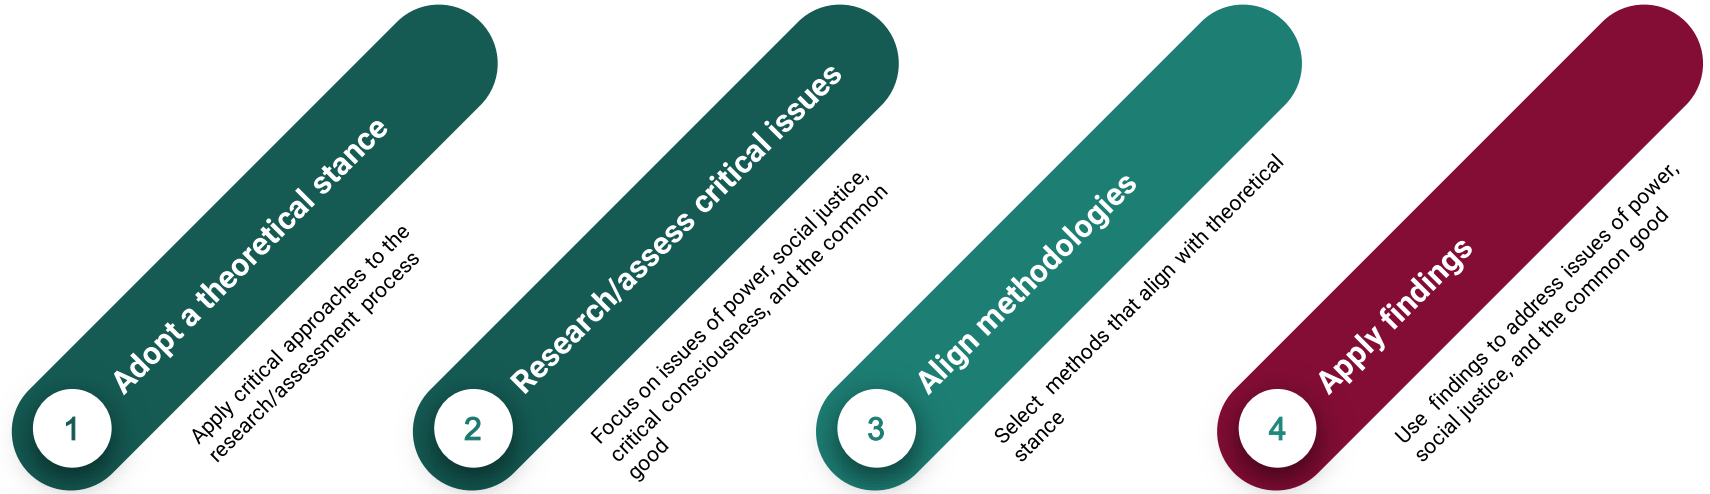 1
Adopt a theoretical stance
Apply critical approaches to the
research/assessment process
2
Research/assess critical issues
Focus on issues of power, social justice,
critical consciousness, and the common
good
3
Align methodologies
Select methods that align with theoretical
stance
4
Apply findings
Use findings to address issues of power,
social justice, and the common good